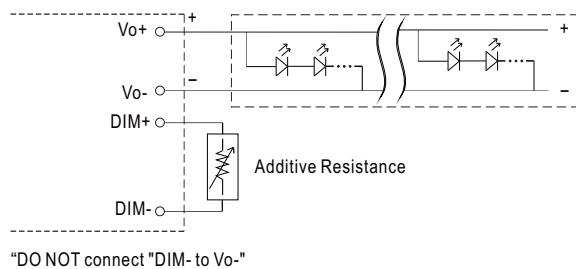 Vo+
+
+
–
Vo-
–
DIM+
Additive Resistance
DIM-
“DO NOT connect "DIM- to Vo-"